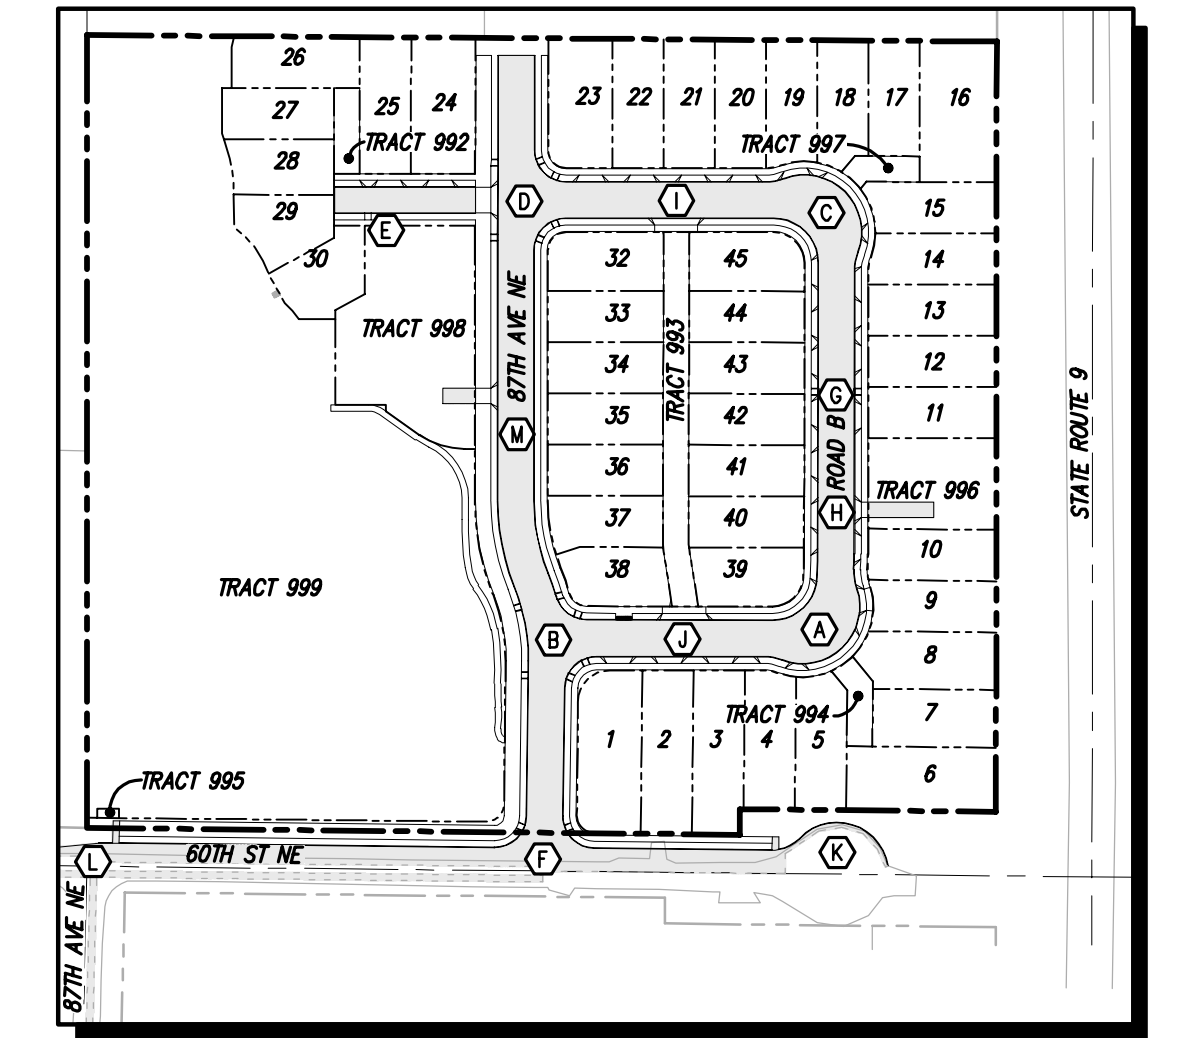 26
27
28
29
30
25
24
TRACT 992
23
22
21
20
19
18
17
16
TRACT 997
D
I
C
E
15
14
13
12
11
32
45
33
44
34
43
35
42
36
41
37
40
38
39
TRACT 993
TRACT 998
87TH AVE NE
M
G
ROAD B
H
TRACT 996
STATE ROUTE 9
10
9
8
7
6
TRACT 999
B
J
A
TRACT 994
1
2
3
4
5
TRACT 995
60TH ST NE
L
F
K
87TH AVE NE